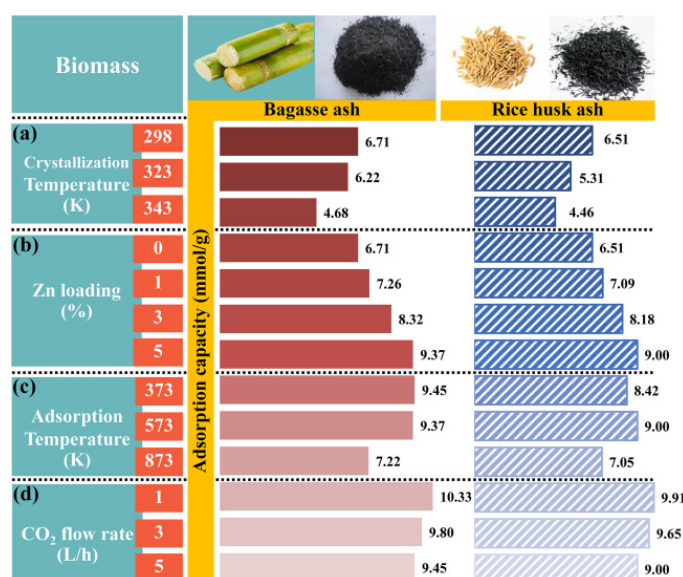 Biomass
Bagasse ash
Rice husk ash
Adsorption capacity (mmol/g)
(a)
Crystallization
Temperature
(K)
298
6.71
6.51
323
6.22
5.31
343
4.68
4.46
(b)
Zn loading
(%)
0
6.71
6.51
1
7.26
7.09
3
8.32
8.18
5
9.37
9.00
(c)
Adsorption
Temperature
(K)
373
9.45
8.42
573
9.37
9.00
873
7.22
7.05
(d)
CO₂ flow rate
(L/h)
1
10.33
9.91
3
9.80
9.65
5
9.45
9.00